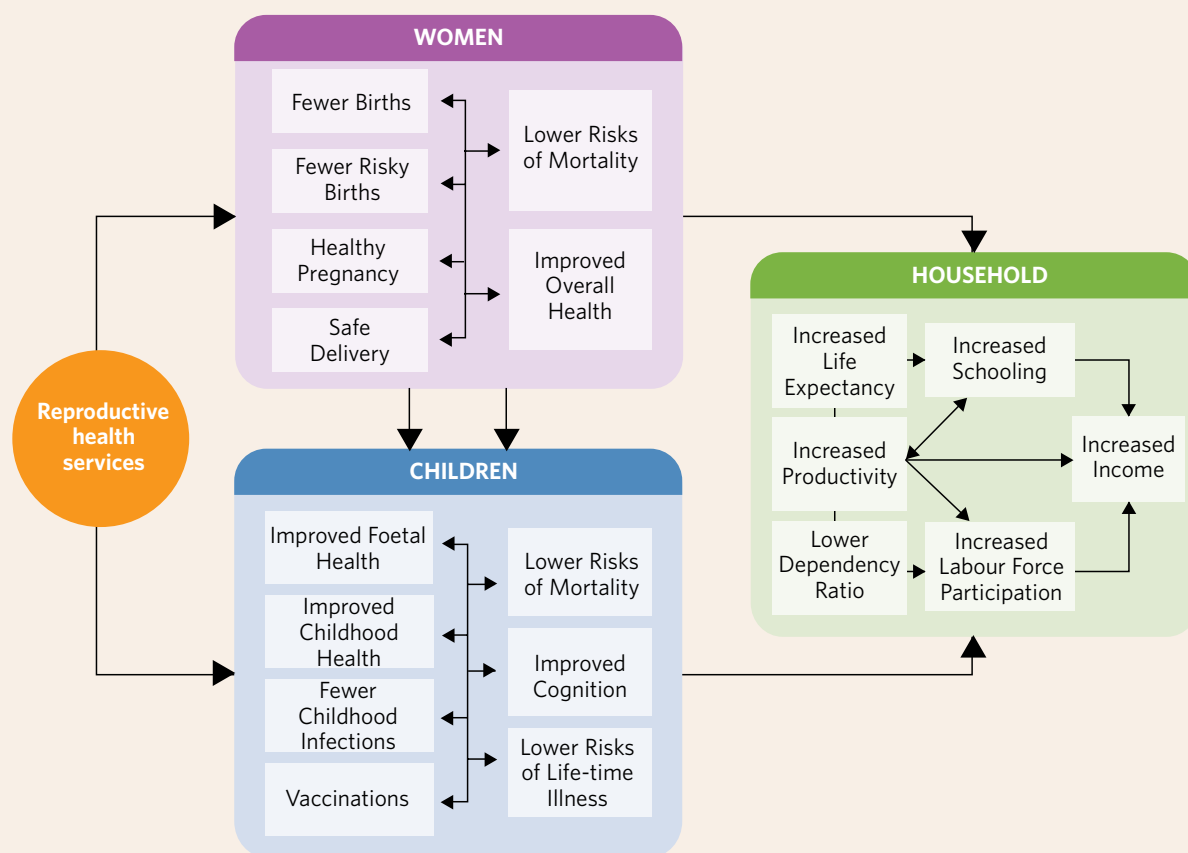 WOMEN
Fewer Births
Fewer Risky
Births
Healthy
Pregnancy
Safe
Delivery
Lower Risks
of Mortality
Improved
Overall
Health
Reproductive
health
services
CHILDREN
Improved Foetal
Health
Improved
Childhood
Health
Fewer
Childhood
Infections
Vaccinations
Lower Risks
of Mortality
Improved
Cognition
Lower Risks
of Life-time
Illness
HOUSEHOLD
Increased
Life
Expectancy
Increased
Productivity
Lower
Dependency
Ratio
Increased
Schooling
Increased
Labour Force
Participation
Increased
Income